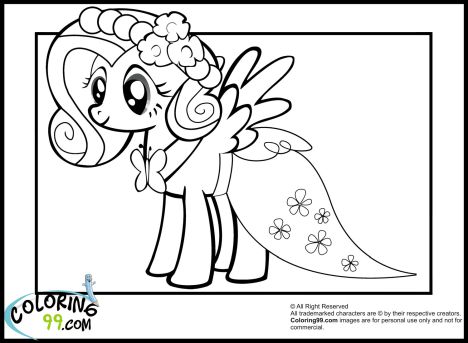 COLORING
99.COM
© All Right Reserved
All trademarked characters are © by their respective creators.
Coloring99.com images are for personal use only and not for
commercial.